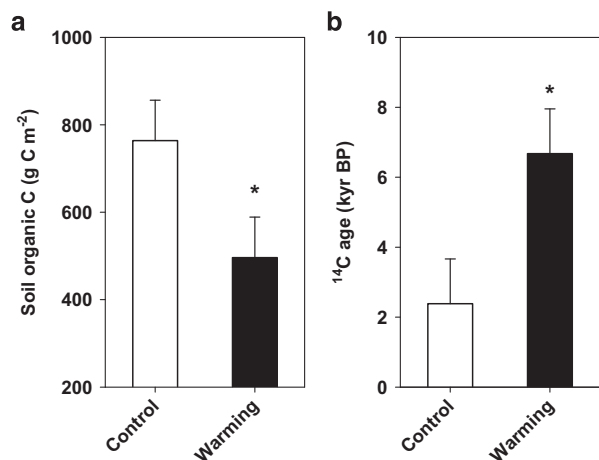 a
Soil organic C (g C m⁻²)
1000
800
600
400
200
*
Control
Warming
b
¹⁴C age (kyr BP)
10
8
6
4
2
0
*
Control
Warming